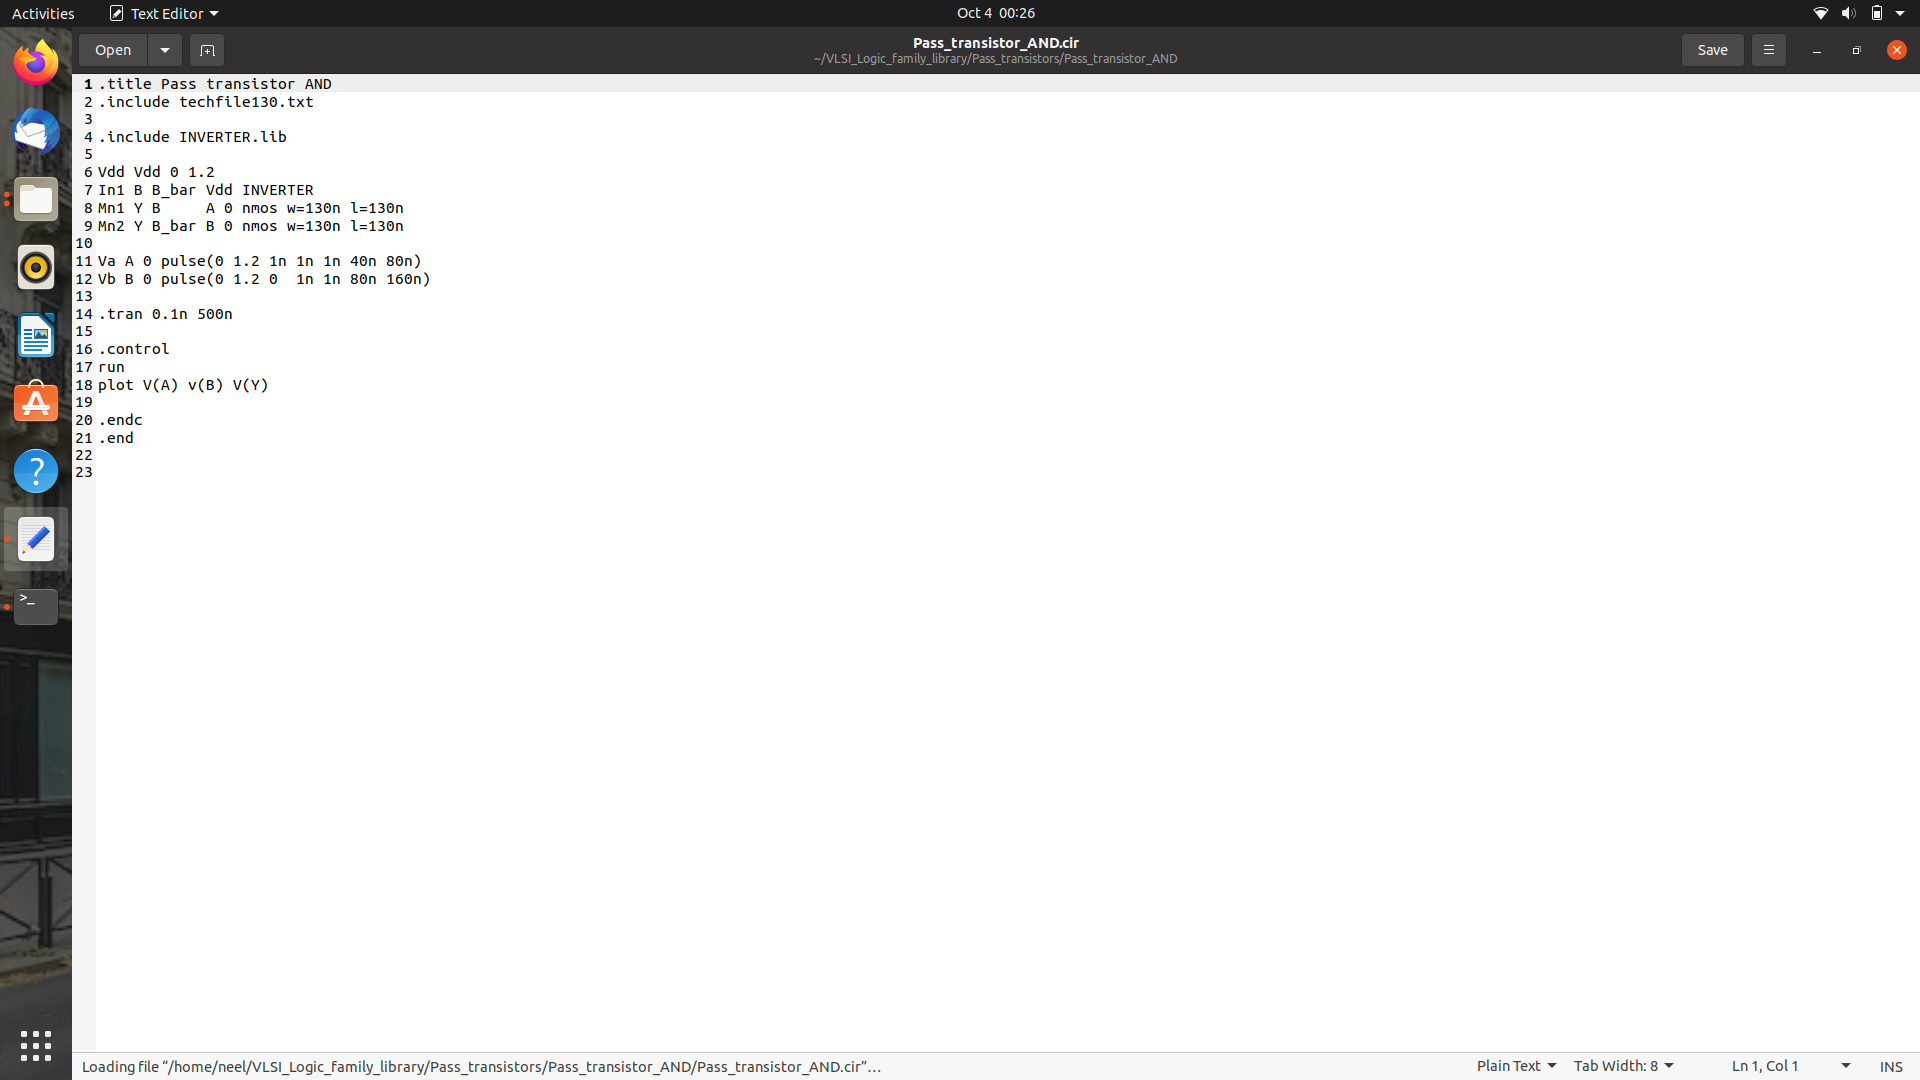 Activities
Text Editor
Oct 4 00:26
Open
Pass_transistor_AND.cir
~/VLSI_Logic_family_library/Pass_transistors/Pass_transistor_AND
Save
1 .title Pass transistor AND
2 .include techfile130.txt
3
4 .include INVERTER.lib
5
6 Vdd Vdd 0 1.2
7 In1 B B_bar Vdd INVERTER
8 Mn1 Y B     A 0 nmos w=130n l=130n
9 Mn2 Y B_bar B 0 nmos w=130n l=130n
10
11 Va A 0 pulse(0 1.2 1n 1n 1n 40n 80n)
12 Vb B 0 pulse(0 1.2 0  1n 1n 80n 160n)
13
14 .tran 0.1n 500n
15
16 .control
17 run
18 plot V(A) v(B) V(Y)
19
20 .endc
21 .end
22
23
Loading file “/home/neel/VLSI_Logic_family_library/Pass_transistors/Pass_transistor_AND/Pass_transistor_AND.cir”…
Plain Text
Tab Width: 8
Ln 1, Col 1
INS